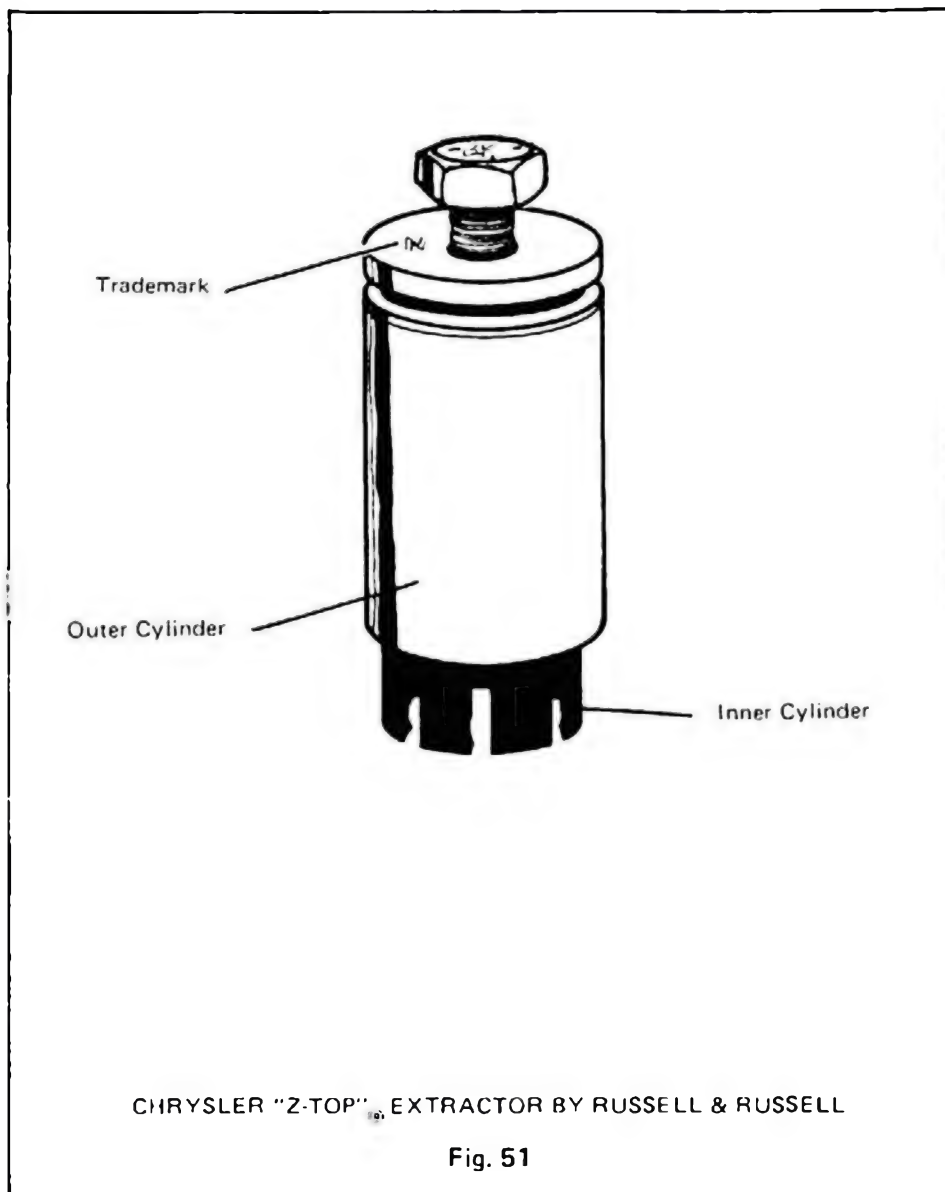 Trademark
Outer Cylinder
Inner Cylinder
CHRYSLER "Z-TOP" EXTRACTOR BY RUSSELL & RUSSELL
Fig. 51